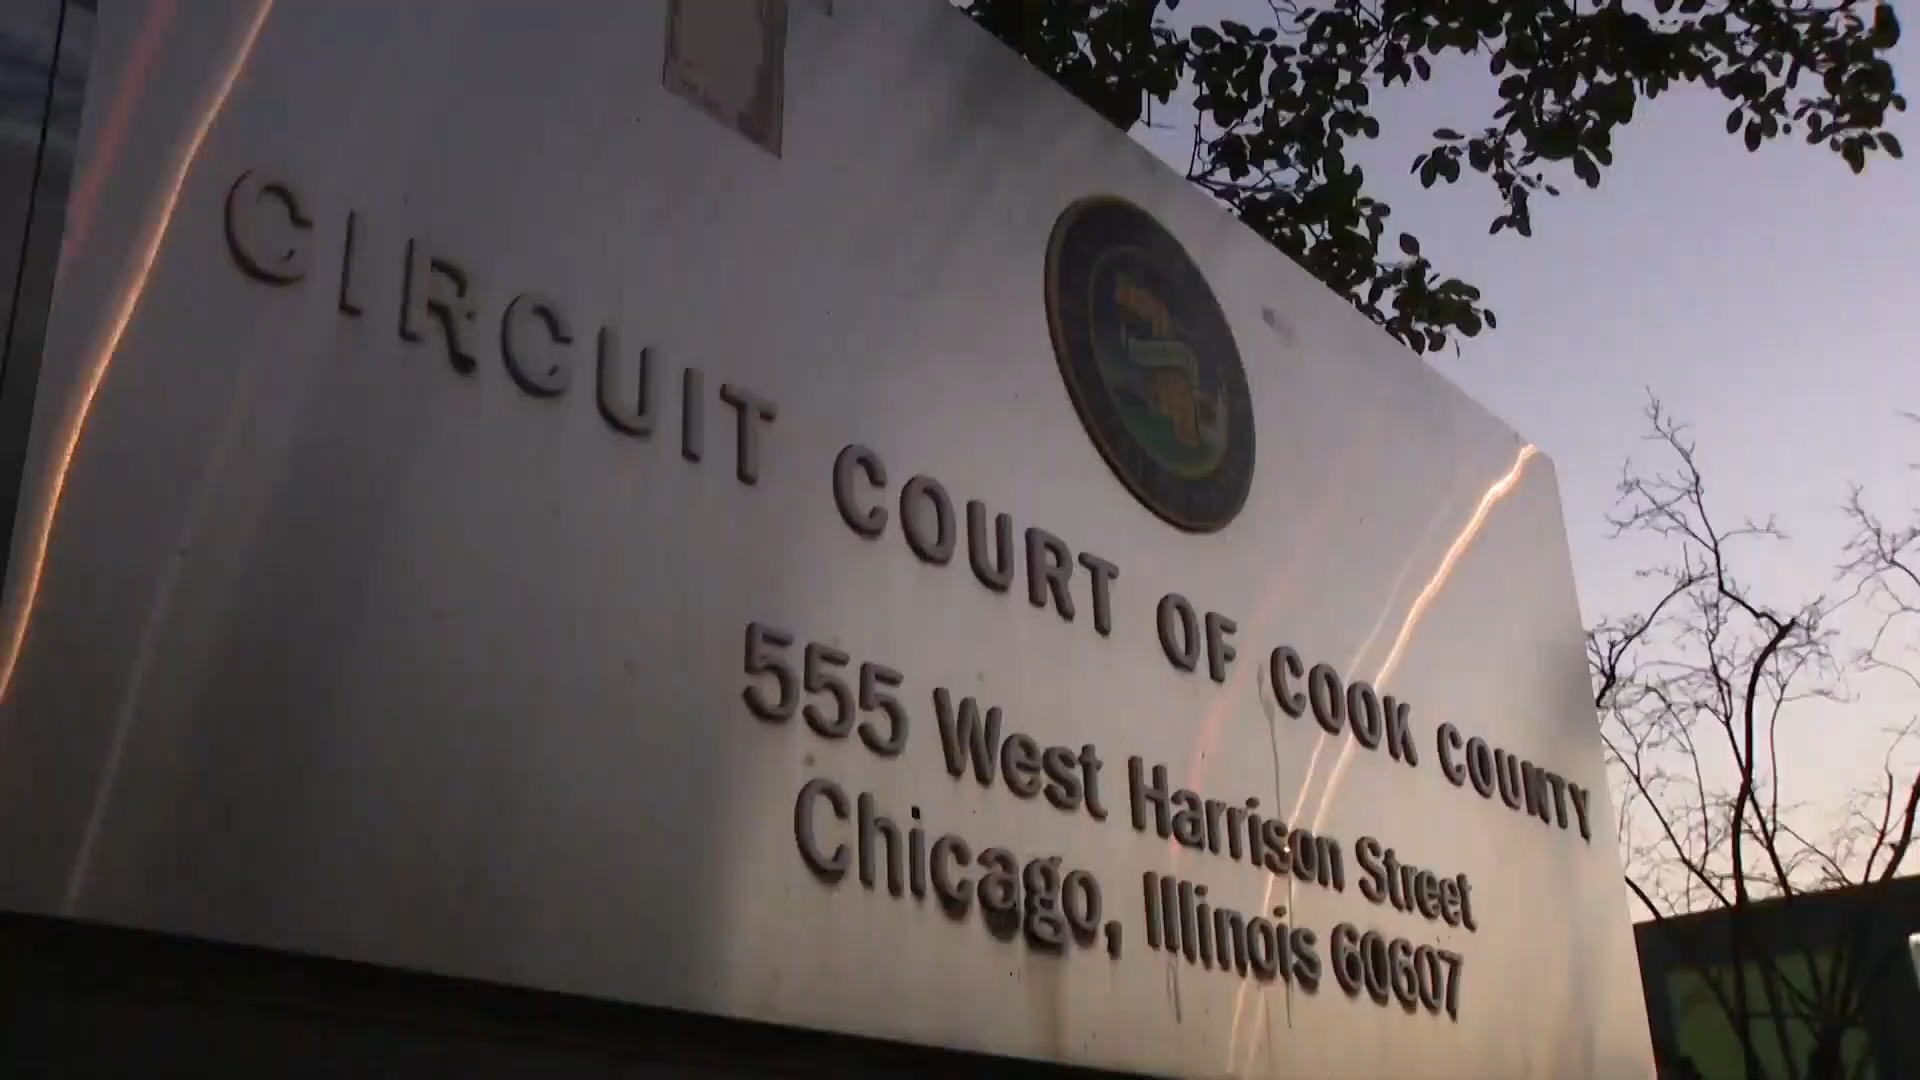 CIRCUIT COURT OF COOK COUNTY
555 West Harrison Street
Chicago, Illinois 60607